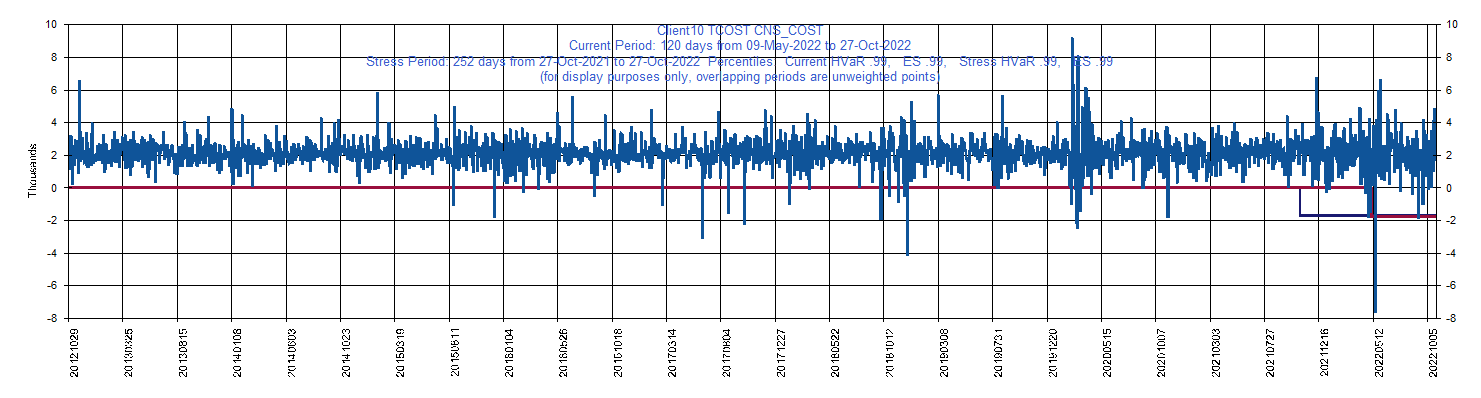 Client10 TCOST CNS_COST
Current Period: 120 days from 09-May-2022 to 27-Oct-2022
Stress Period: 252 days from 27-Oct-2021 to 27-Oct-2022 Percentiles: Current HVaR .99, ES .99, Stress HVaR .99, ES .99
(for display purposes only, overlapping periods are unweighted points)
10 10
8 8
6 6
4 4
2 2
0 0
-2 -2
-4 -4
-6 -6
-8 -8
Thousands
20121029 20130325 20130815 20140108 20140603 20141023 20150319 20150811 20160104 20160526 20161018 20170314 20170804 20171227 20180522 20181012 20190308 20190731 20191220 20200515 20201007 20210303 20210727 20211216 20220512 20221005